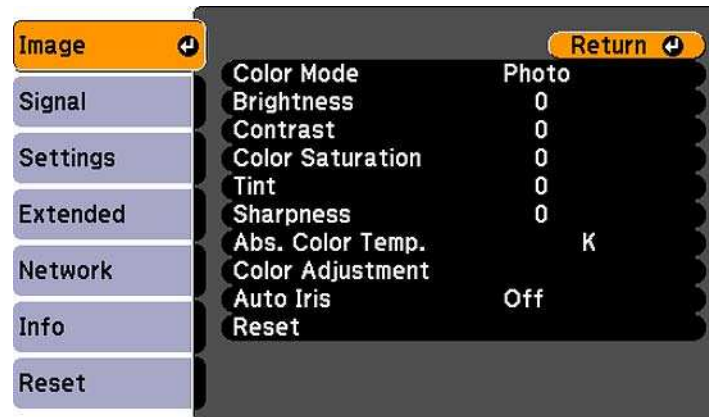 Image
Signal
Settings
Extended
Network
Info
Reset
Return
Color Mode Photo
Brightness 0
Contrast 0
Color Saturation 0
Tint 0
Sharpness 0
Abs. Color Temp. K
Color Adjustment
Auto Iris Off
Reset